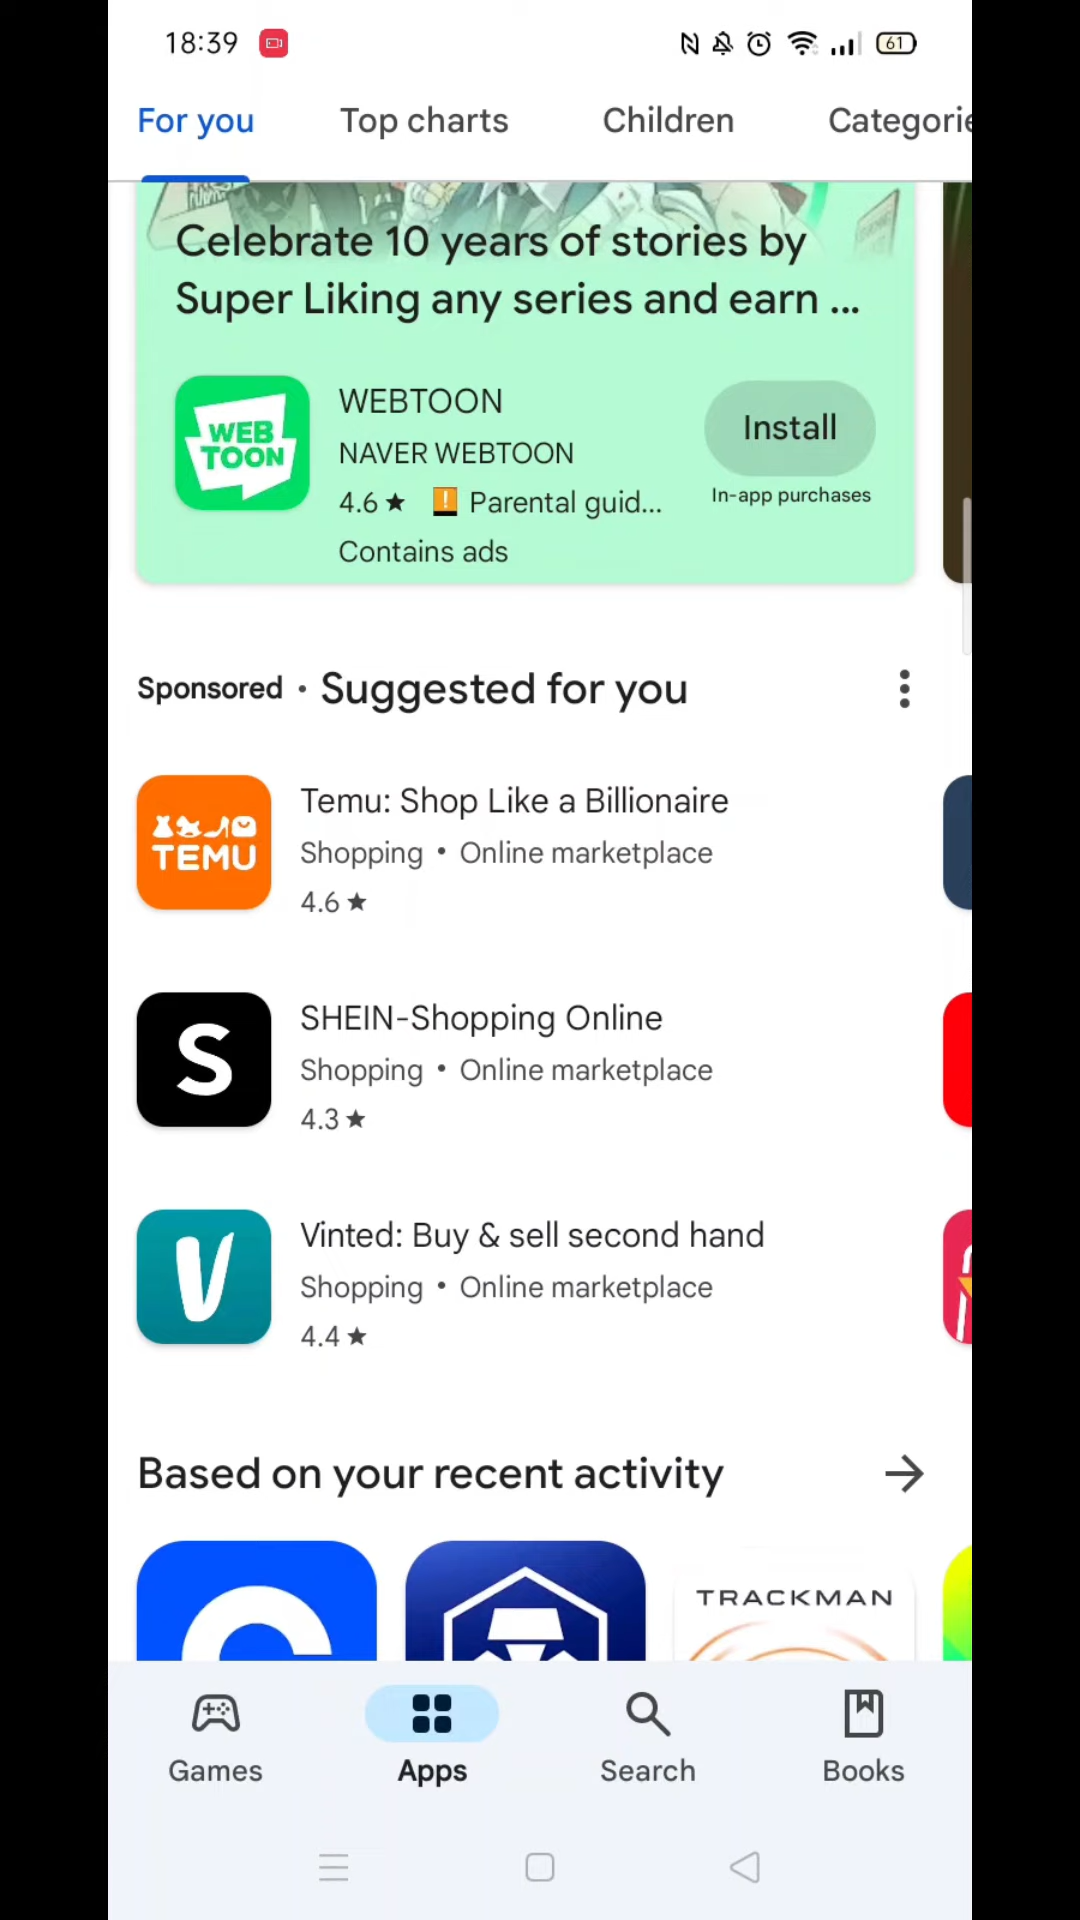 18:39
61
For you
Top charts
Children
Categorie
Celebrate 10 years of stories by
Super Liking any series and earn ...
WEB
TOON
WEBTOON
NAVER WEBTOON
4.6 ★
Parental guid...
Contains ads
Install
In-app purchases
Sponsored • Suggested for you
TEMU
Temu: Shop Like a Billionaire
Shopping • Online marketplace
4.6 ★
S
SHEIN-Shopping Online
Shopping • Online marketplace
4.3 ★
V
Vinted: Buy & sell second hand
Shopping • Online marketplace
4.4 ★
Based on your recent activity
TRACKMAN
Games
Apps
Search
Books